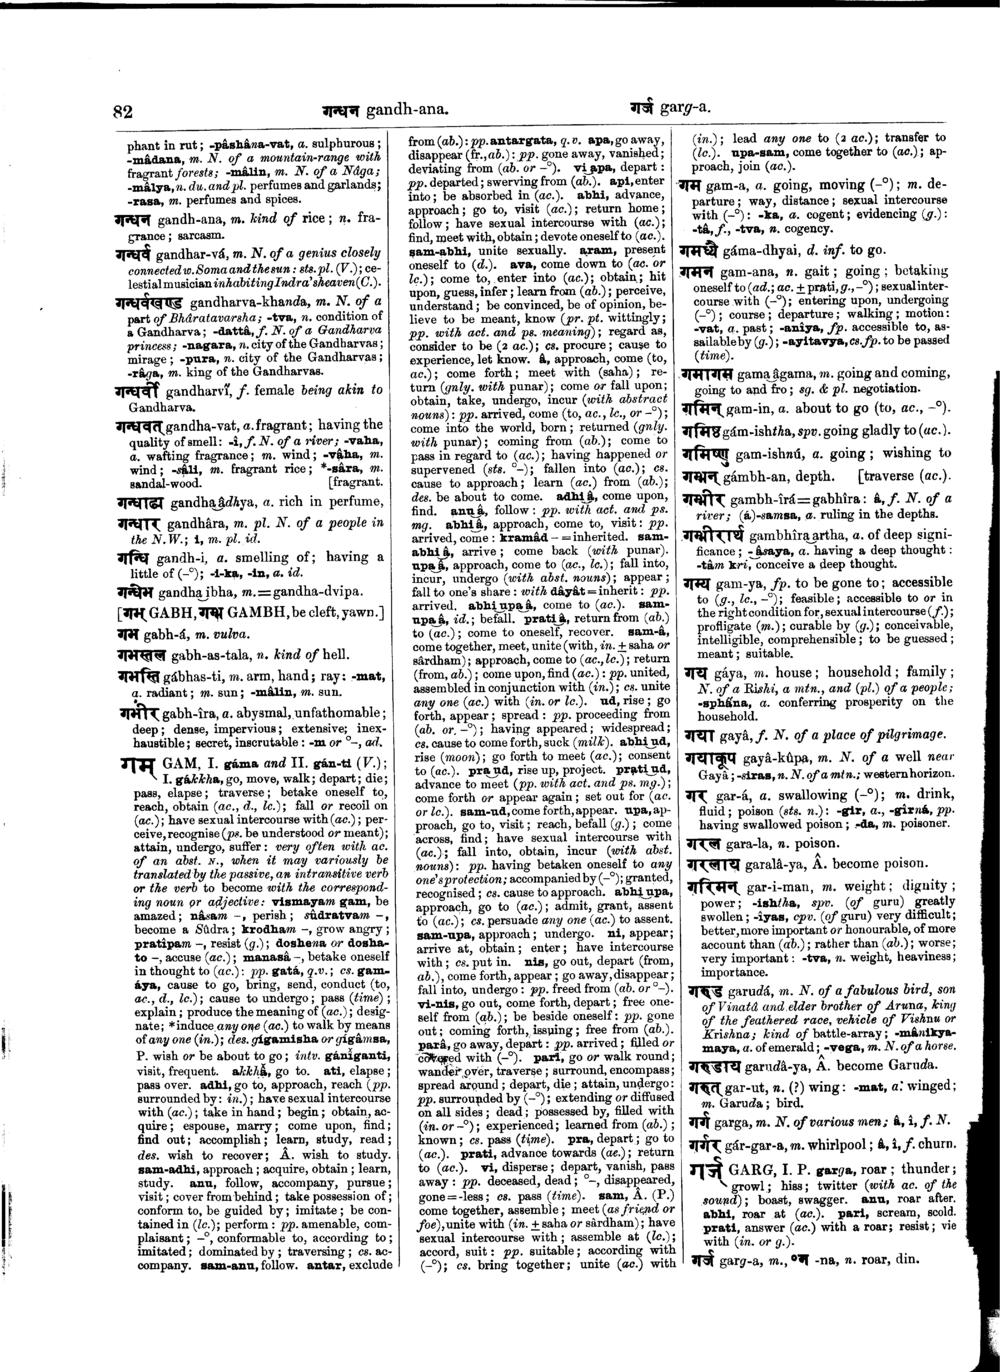 82
गन्धन gandh-ana.
गर्ज garg-a.
phant in rut; -pâshâna-vat, a. sulphurous;
-mâdana, m. N. of a mountain-range with
fragrant forests; -mâlin, m. N. of a Nâga;
-mâlya, n. du. and pl. perfumes and garlands;
-rasa, m. perfumes and spices.
गन्धन gandh-ana, m. kind of rice; n. fra-
grance; sarcasm.
गन्धर्व gandhar-vá, m. N. of a genius closely
connected w. Soma and the sun: sts. pl. (V.); ce-
lestial musician inhabiting Indra's heaven (C.).
गन्धर्वखण्ड gandharva-khanda, m. N. of a
part of Bhâratavarsha; -tva, n. condition of
a Gandharva; -dattâ, f. N. of a Gandharva
princess; -nagara, n. city of the Gandharvas;
mirage; -pura, n. city of the Gandharvas;
-râga, m. king of the Gandharvas.
गन्धर्वी gandharvî, f. female being akin to
Gandharva.
गन्धवत् gandha-vat, a. fragrant; having the
quality of smell: -î, f. N. of a river; -vaha,
a. wafting fragrance; m. wind; -vâha, m.
wind; -sâli, m. fragrant rice; *-sâra, m.
sandal-wood. [fragrant.
गन्धाढ्य gandha‿âdhya, a. rich in perfume,
गन्धार gandhâra, m. pl. N. of a people in
the N.W.; î, m. pl. id.
गन्धि gandh-i, a. smelling of; having a
little of (-°); -i-ka, -in, a. id.
गन्धेभ gandha‿ibha, m.=gandha-dvipa.
[गभ् GABH, गम्भ् GAMBH, be cleft, yawn.]
गभ gabh-á, m. vulva.
गभस्तल gabh-as-tala, n. kind of hell.
गभस्ति gábhas-ti, m. arm, hand; ray: -mat,
a. radiant; m. sun; -mâlin, m. sun.
गभीर gabh-îra, a. abysmal, unfathomable;
deep; dense, impervious; extensive; inex-
haustible; secret, inscrutable: -m or °-, ad.
गम् GAM, I. gáma and II. gán-ti (V.);
I. gákkha, go, move, walk; depart; die;
pass, elapse; traverse; betake oneself to,
reach, obtain (ac., d., lc.); fall or recoil on
(ac.); have sexual intercourse with (ac.); per-
ceive, recognise (ps. be understood or meant);
attain, undergo, suffer: very often with ac.
of an abst. N., when it may variously be
translated by the passive, an intransitive verb
or the verb to become with the correspond-
ing noun or adjective: vismayam gam, be
amazed; nâsam -, perish; sûdratvam -,
become a Sûdra; krodham -, grow angry;
pratîpam -, resist (g.); doshena or dosha-
to -, accuse (ac.); manasâ -, betake oneself
in thought to (ac.): pp. gatá, q.v.; cs. gam-
áya, cause to go, bring, send, conduct (to,
ac., d., lc.); cause to undergo; pass (time);
explain; produce the meaning of (ac.); desig-
nate; *induce any one (ac.) to walk by means
of any one (in.); des. gígamisha or gígâmsa,
P. wish or be about to go; intv. gániganti,
visit, frequent. akkhâ, go to. ati, elapse;
pass over. adhi, go to, approach, reach (pp.
surrounded by: in.); have sexual intercourse
with (ac.); take in hand; begin; obtain, ac-
quire; espouse, marry; come upon, find;
find out; accomplish; learn, study, read;
des. wish to recover; Â. wish to study.
sam-adhi, approach; acquire, obtain; learn,
study. anu, follow, accompany, pursue;
visit; cover from behind; take possession of;
conform to, be guided by; imitate; be con-
tained in (lc.); perform: pp. amenable, com-
plaisant; -°, conformable to, according to;
imitated; dominated by; traversing; cs. ac-
company. sam-anu, follow. antar, exclude
from (ab.): pp. antargata, q.v. apa, go away,
disappear (fr., ab.): pp. gone away, vanished;
deviating from (ab. or -°). vi‿apa, depart:
pp. departed; swerving from (ab.). api, enter
into; be absorbed in (ac.). abhi, advance,
approach; go to, visit (ac.); return home;
follow; have sexual intercourse with (ac.);
find, meet with, obtain; devote oneself to (ac.).
sam-abhi, unite sexually. aram, present
oneself to (d.). ava, come down to (ac. or
lc.); come to, enter into (ac.); obtain; hit
upon, guess, infer; learn from (ab.); perceive,
understand; be convinced, be of opinion, be-
lieve to be meant, know (pr. pt. wittingly;
pp. with act. and ps. meaning); regard as,
consider to be (2 ac.); cs. procure; cause to
experience, let know. â, approach, come (to,
ac.); come forth; meet with (saha); re-
turn (gnly. with punar); come or fall upon;
obtain, take, undergo, incur (with abstract
nouns): pp. arrived, come (to, ac., lc., or -°);
come into the world, born; returned (gnly.
with punar); coming from (ab.); come to
pass in regard to (ac.); having happened or
supervened (sts. °-); fallen into (ac.); cs.
cause to approach; learn (ac.) from (ab.);
des. be about to come. adhi‿â, come upon,
find. anu‿â, follow: pp. with act. and ps.
mg. abhi‿â, approach, come to, visit: pp.
arrived, come: kramâd -=inherited. sam-
abhi‿â, arrive; come back (with punar).
upa‿â, approach, come to (ac., lc.); fall into,
incur, undergo (with abst. nouns); appear;
fall to one's share: with dâyât=inherit: pp.
arrived. abhi‿upa‿â, come to (ac.). sam-
upa‿â, id.; befall. prati‿â, return from (ab.)
to (ac.); come to oneself, recover. sam-â,
come together, meet, unite (with, in. ± saha or
sârdham); approach, come to (ac., lc.); return
(from, ab.); come upon, find (ac.): pp. united,
assembled in conjunction with (in.); cs. unite
any one (ac.) with (in. or lc.). ud, rise; go
forth, appear; spread: pp. proceeding from
(ab. or -°); having appeared; widespread;
cs. cause to come forth, suck (milk). abhi‿ud,
rise (moon); go forth to meet (ac.); consent
to (ac.). pra‿ud, rise up, project. prati‿ud,
advance to meet (pp. with act. and ps. mg.);
come forth or appear again; set out for (ac.
or lc.). sam-ud, come forth, appear. upa, ap-
proach, go to, visit; reach, befall (g.); come
across, find; have sexual intercourse with
(ac.); fall into, obtain, incur (with abst.
nouns): pp. having betaken oneself to any
one's protection; accompanied by (-°); granted,
recognised; cs. cause to approach. abhi‿upa,
approach, go to (ac.); admit, grant, assent
to (ac.); cs. persuade any one (ac.) to assent.
sam-upa, approach; undergo. ni, appear;
arrive at, obtain; enter; have intercourse
with; cs. put in. nis, go out, depart (from,
ab.), come forth, appear; go away, disappear;
fall into, undergo: pp. freed from (ab. or °-).
vi-nis, go out, come forth, depart; free one-
self from (ab.); be beside oneself: pp. gone
out; coming forth, issuing; free from (ab.).
parâ, go away, depart: pp. arrived; filled or
covered with (-°). pari, go or walk round;
wander over, traverse; surround, encompass;
spread around; depart, die; attain, undergo:
pp. surrounded by (-°); extending or diffused
on all sides; dead; possessed by, filled with
(in. or -°); experienced; learned from (ab.);
known; cs. pass (time). pra, depart; go to
(ac.). prati, advance towards (ac.); return
to (ac.). vi, disperse; depart, vanish, pass
away: pp. deceased, dead; °-, disappeared,
gone=-less; cs. pass (time). sam, Â. (P.)
come together, assemble; meet (as friend or
foe), unite with (in. ± saha or sârdham); have
sexual intercourse with; assemble at (lc.);
accord, suit: pp. suitable; according with
(-°); cs. bring together; unite (ac.) with
(in.); lead any one to (2 ac.); transfer to
(lc.). upa-sam, come together to (ac.); ap-
proach, join (ac.).
गम gam-a, a. going, moving (-°); m. de-
parture; way, distance; sexual intercourse
with (-°): -ka, a. cogent; evidencing (g.):
-tâ, f., -tva, n. cogency.
गमध्यै gáma-dhyai, d. inf. to go.
गमन gam-ana, n. gait; going; betaking
oneself to (ad.; ac. ± prati, g., -°); sexual inter-
course with (-°); entering upon, undergoing
(-°); course; departure; walking; motion:
-vat, a. past; -anîya, fp. accessible to, as-
sailable by (g.); -ayitavya, cs. fp. to be passed
(time).
गमागम gama‿âgama, m. going and coming,
going to and fro; sg. & pl. negotiation.
गमिन् gam-in, a. about to go (to, ac., -°).
गमिष्ठ gám-ishtha, spv. going gladly to (ac.).
गमिष्णु gam-ishnú, a. going; wishing to
गम्भन् gámbh-an, depth. [traverse (ac.).
गम्भीर gambh-îrá=gabhîra: â, f. N. of a
river; (á)-samsa, a. ruling in the depths.
गम्भीरार्थ gambhîra‿artha, a. of deep signi-
ficance; -‿âsaya, a. having a deep thought:
-tâm kri, conceive a deep thought.
गम्य gam-ya, fp. to be gone to; accessible
to (g., lc., -°); feasible; accessible to or in
the right condition for, sexual intercourse (f.);
profligate (m.); curable by (g.); conceivable,
intelligible, comprehensible; to be guessed;
meant; suitable.
गय gáya, m. house; household; family;
N. of a Rishi, a mtn., and (pl.) of a people;
-sphána, a. conferring prosperity on the
household.
गया gayâ, f. N. of a place of pilgrimage.
गयाकूप gayâ-kûpa, m. N. of a well near
Gayâ; -siras, n. N. of a mtn.; western horizon.
गर gar-á, a. swallowing (-°); m. drink,
fluid; poison (sts. n.): -gir, a., -girná, pp.
having swallowed poison; -da, m. poisoner.
गरल gara-la, n. poison.
गरलाय garalâ-ya, Â. become poison.
गरिमन् gar-i-man, m. weight; dignity;
power; -ishtha, spv. (of guru) greatly
swollen; -îyas, cpv. (of guru) very difficult;
better, more important or honourable, of more
account than (ab.); rather than (ab.); worse;
very important: -tva, n. weight, heaviness;
importance.
गरुड garudá, m. N. of a fabulous bird, son
of Vinatâ and elder brother of Aruna, king
of the feathered race, vehicle of Vishnu or
Krishna; kind of battle-array; -mânikya-
maya, a. of emerald; -vega, m. N. of a horse.
गरुडाय garudâ-ya, Â. become Garuda.
गरुत् gar-ut, n. (?) wing: -mat, a. winged;
m. Garuda; bird.
गर्ग garga, m. N. of various men; â, î, f. N.
गर्गर gár-gar-a, m. whirlpool; â, î, f. churn.
गर्ज् GARG, I. P. garga, roar; thunder;
growl; hiss; twitter (with ac. of the
sound); boast, swagger. anu, roar after.
abhi, roar at (ac.). pari, scream, scold.
prati, answer (ac.) with a roar; resist; vie
with (in. or g.).
गर्ज garg-a, m., °न -na, n. roar, din.